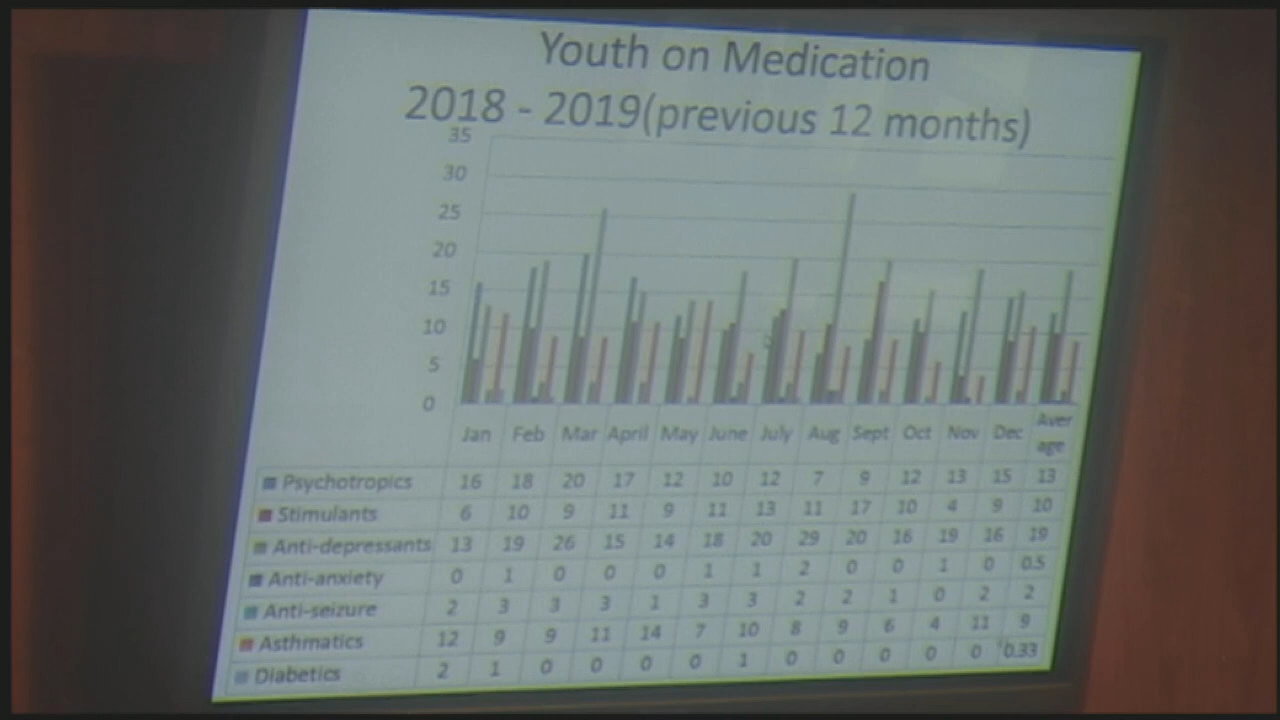 Youth on Medication
2018 - 2019(previous 12 months)
35
30
25
20
15
10
5
0
Jan Feb Mar April May June July Aug Sept Oct Nov Dec Aver age
Psychotropics 16 18 20 17 12 10 12 7 9 12 13 15 13
Stimulants 6 10 9 11 9 11 13 11 17 10 4 9 10
Anti-depressants 13 19 26 15 14 18 20 29 20 16 19 16 19
Anti-anxiety 0 1 0 0 0 1 1 2 0 0 1 0 0.5
Anti-seizure 2 3 3 3 1 3 3 2 2 1 0 2 2
Asthmatics 12 9 9 11 14 7 10 8 9 6 4 11 9
Diabetics 2 1 0 0 0 0 1 0 0 0 0 0 0.33